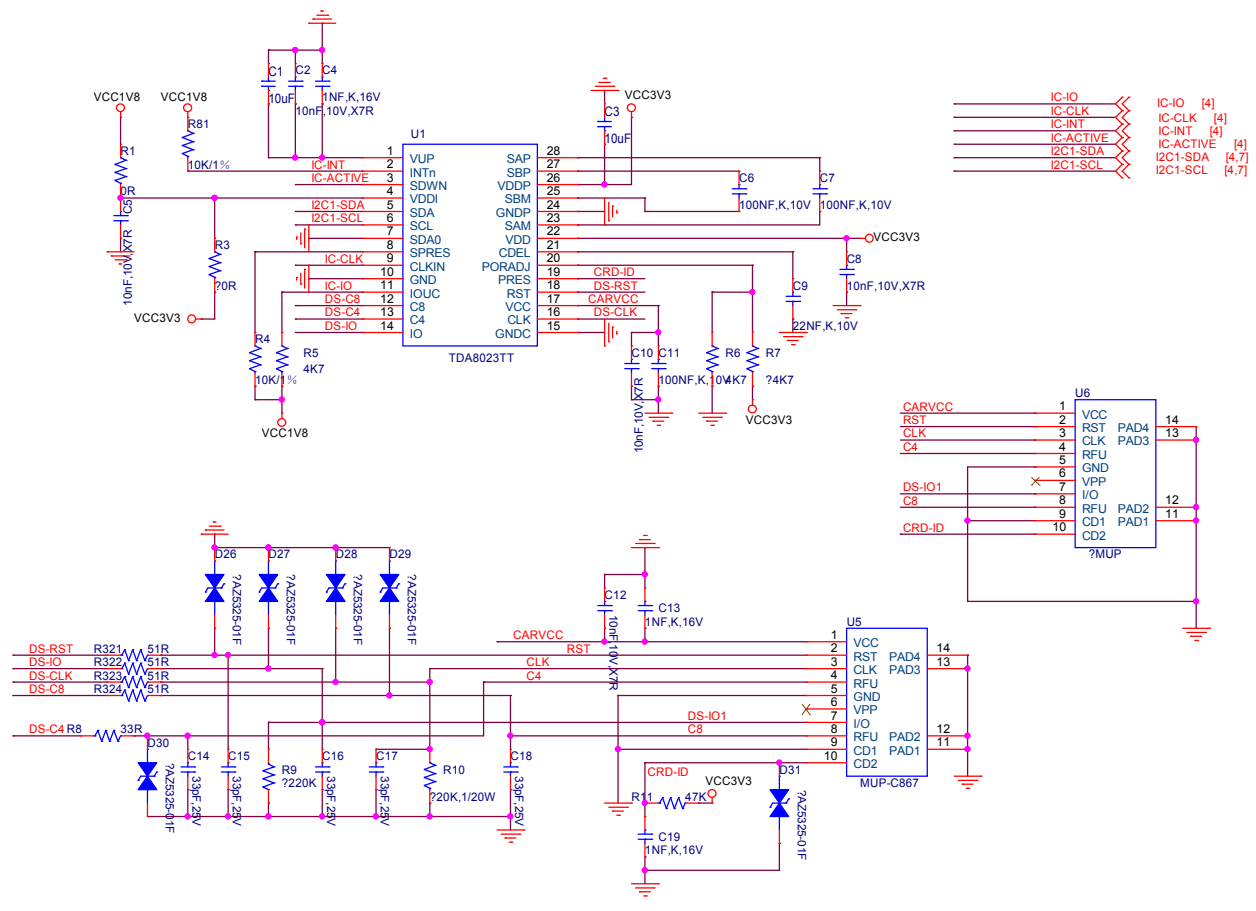 C1
C2
C4
10uF
1NF,K,16V
10nF,10V,X7R
VCC1V8
VCC1V8
R81
10K/1%
R1
0R
C5
10nF,10V,X7R
R3
?0R
VCC3V3
C3
10uF
VCC3V3
U1
1 VUP
2 INTn
3 SDWN
4 VDDI
5 SDA
6 SCL
7 SDA0
8 SPRES
9 CLKIN
10 GND
11 IOUC
12 C8
13 C4
14 IO
SAP 28
SBP 27
VDDP 26
SBM 25
GNDP 24
SAM 23
VDD 22
CDEL 21
PORADJ 20
PRES 19
RST 18
VCC 17
CLK 16
GNDC 15
TDA8023TT
IC-INT
IC-ACTIVE
I2C1-SDA
I2C1-SCL
IC-CLK
IC-IO
DS-C8
DS-C4
DS-IO
R4
10K/1%
R5
4K7
VCC1V8
C6
100NF,K,10V
C7
100NF,K,10V
VCC3V3
C8
10nF,10V,X7R
C9
22NF,K,10V
CRD-ID
DS-RST
CARVCC
DS-CLK
C10
10nF,10V,X7R
C11
100NF,K,10V
R6
4K7
R7
?4K7
VCC3V3
IC-IO IC-IO [4]
IC-CLK IC-CLK [4]
IC-INT IC-INT [4]
IC-ACTIVE IC-ACTIVE [4]
I2C1-SDA I2C1-SDA [4,7]
I2C1-SCL I2C1-SCL [4,7]
U6
CARVCC 1 VCC
RST 2 RST
CLK 3 CLK
C4 4 RFU
5 GND
6 VPP
DS-IO1 7 I/O
C8 8 RFU
9 CD1
CRD-ID 10 CD2
PAD4 14
PAD3 13
PAD2 12
PAD1 11
?MUP
D26
?AZ5325-01F
D27
?AZ5325-01F
D28
?AZ5325-01F
D29
?AZ5325-01F
DS-RST R321 51R
DS-IO R322
DS-CLK R323 51R
DS-C8 R324 51R
DS-C4 R8 33R
D30
?AZ5325-01F
C14
33pF,25V
C15
33pF,25V
R9
?220K
C16
33pF,25V
C17
33pF,25V
R10
?20K,1/20W
C18
33pF,25V
C12
10nF,10V,X7R
C13
1NF,K,16V
CARVCC
RST
CLK
C4
DS-IO1
C8
U5
1 VCC
2 RST
3 CLK
4 RFU
5 GND
6 VPP
7 I/O
8 RFU
9 CD1
10 CD2
PAD4 14
PAD3 13
PAD2 12
PAD1 11
MUP-C867
CRD-ID
VCC3V3
R11 47K
C19
1NF,K,16V
D31
?AZ5325-01F